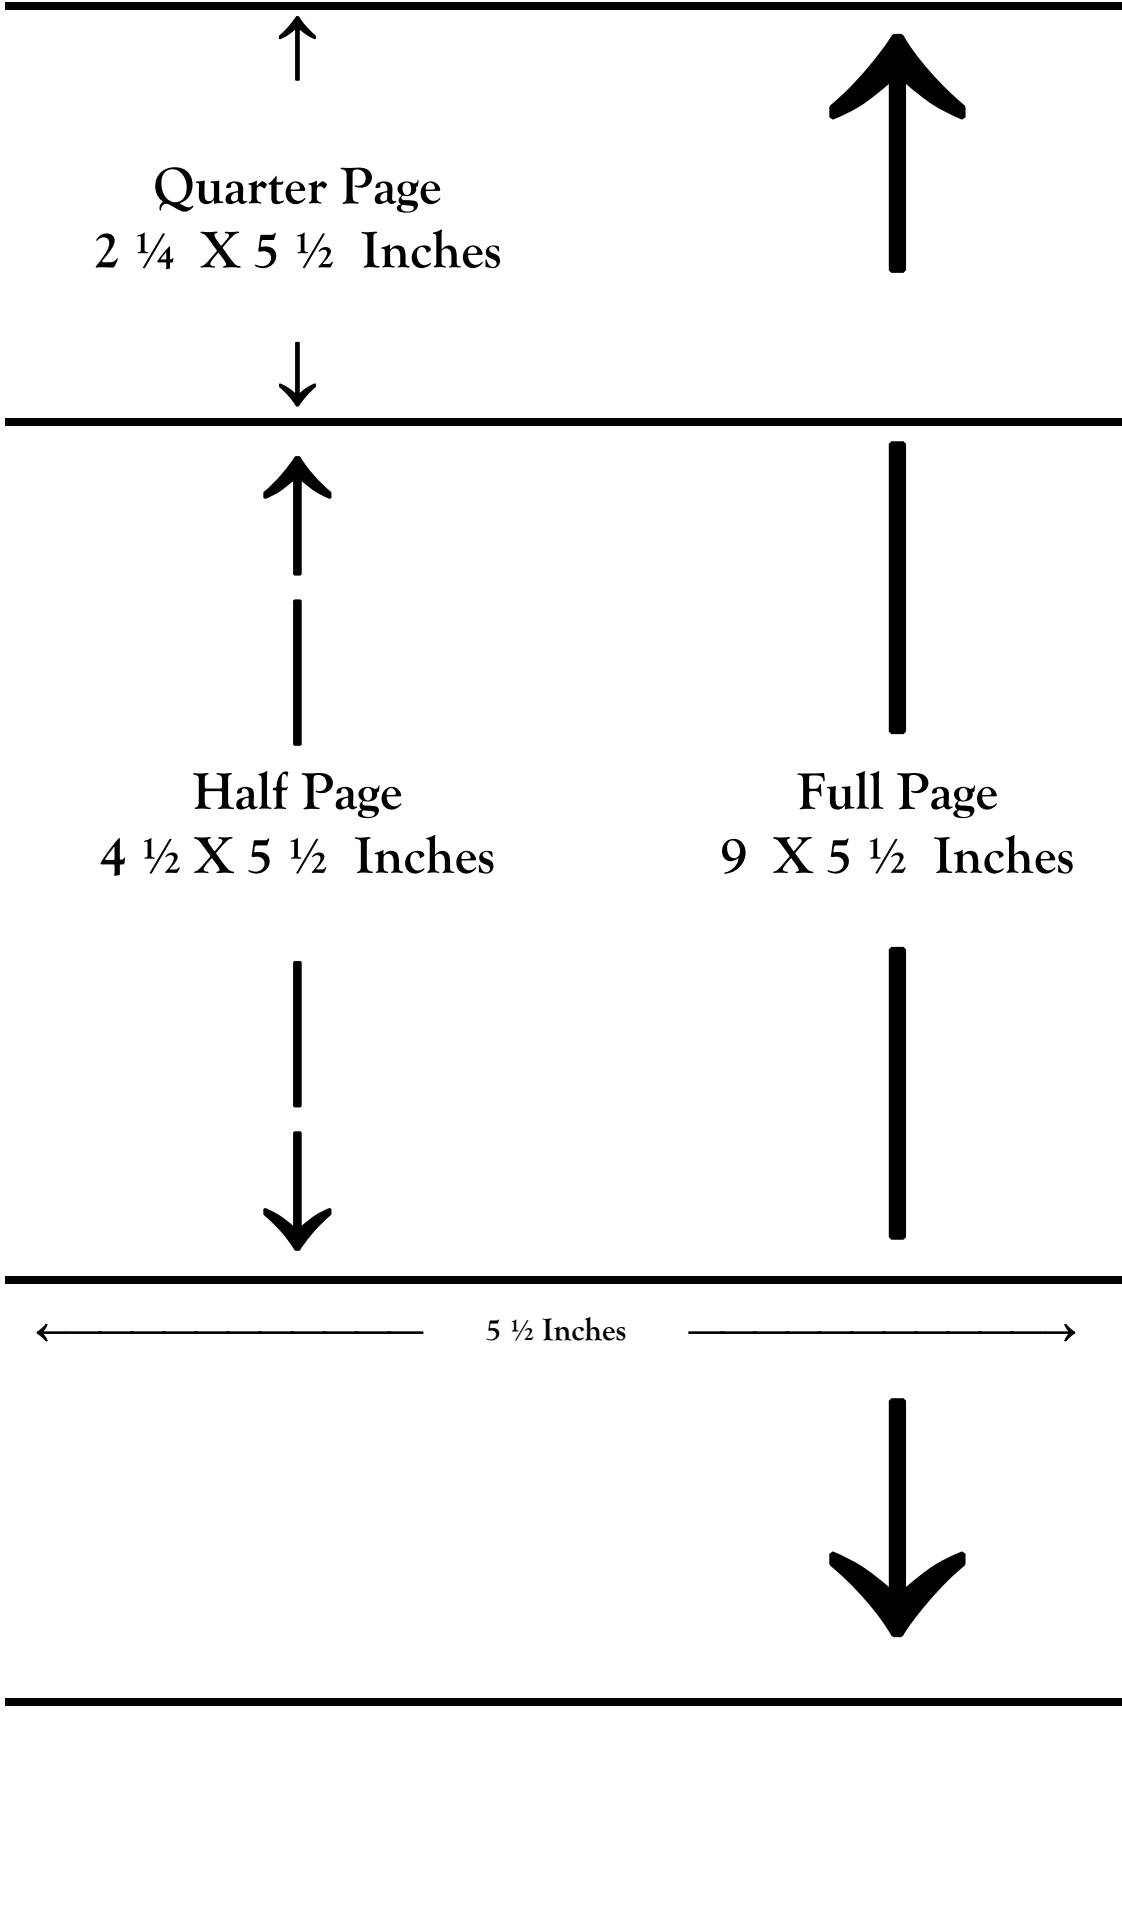 Quarter Page
2 ¼ X 5 ½ Inches
Half Page
4 ½ X 5 ½ Inches
Full Page
9 X 5 ½ Inches
5 ½ Inches